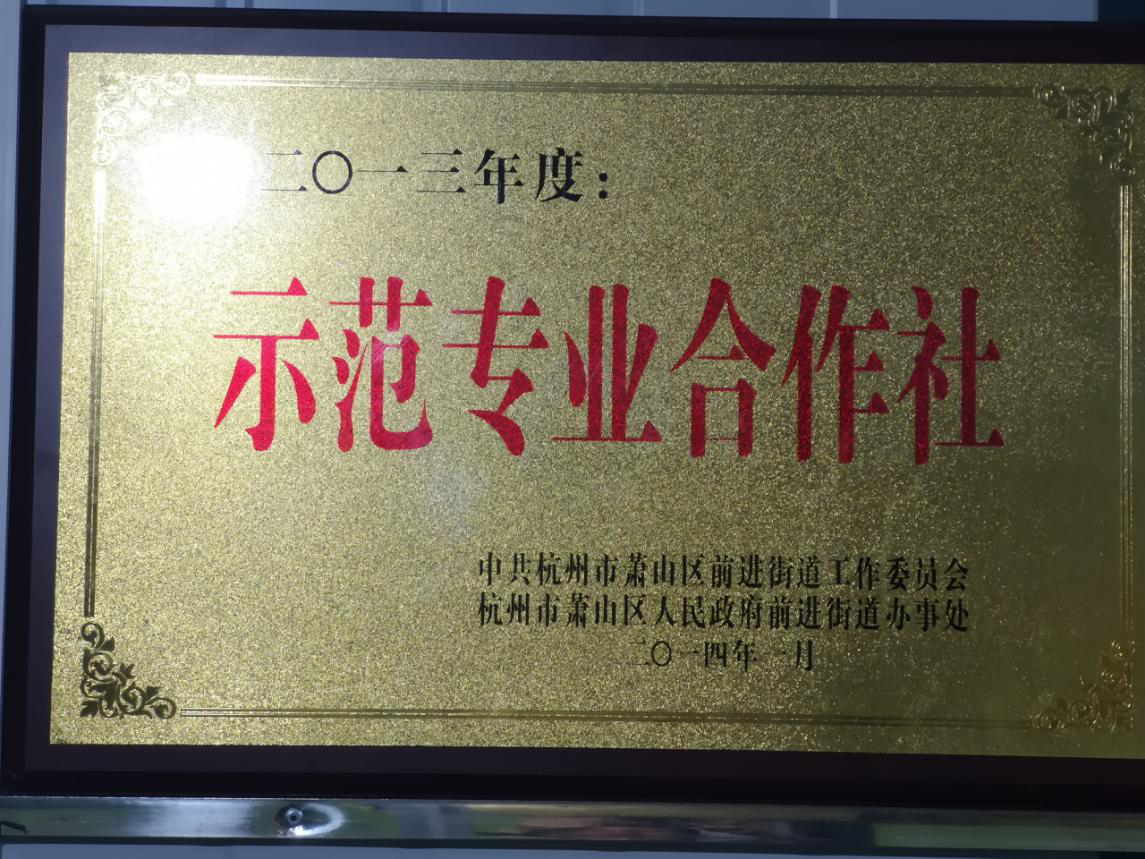 二〇一三年度：
示范专业合作社
中共杭州市萧山区前进街道工作委员会
杭州市萧山区人民政府前进街道办事处
二〇一四年一月